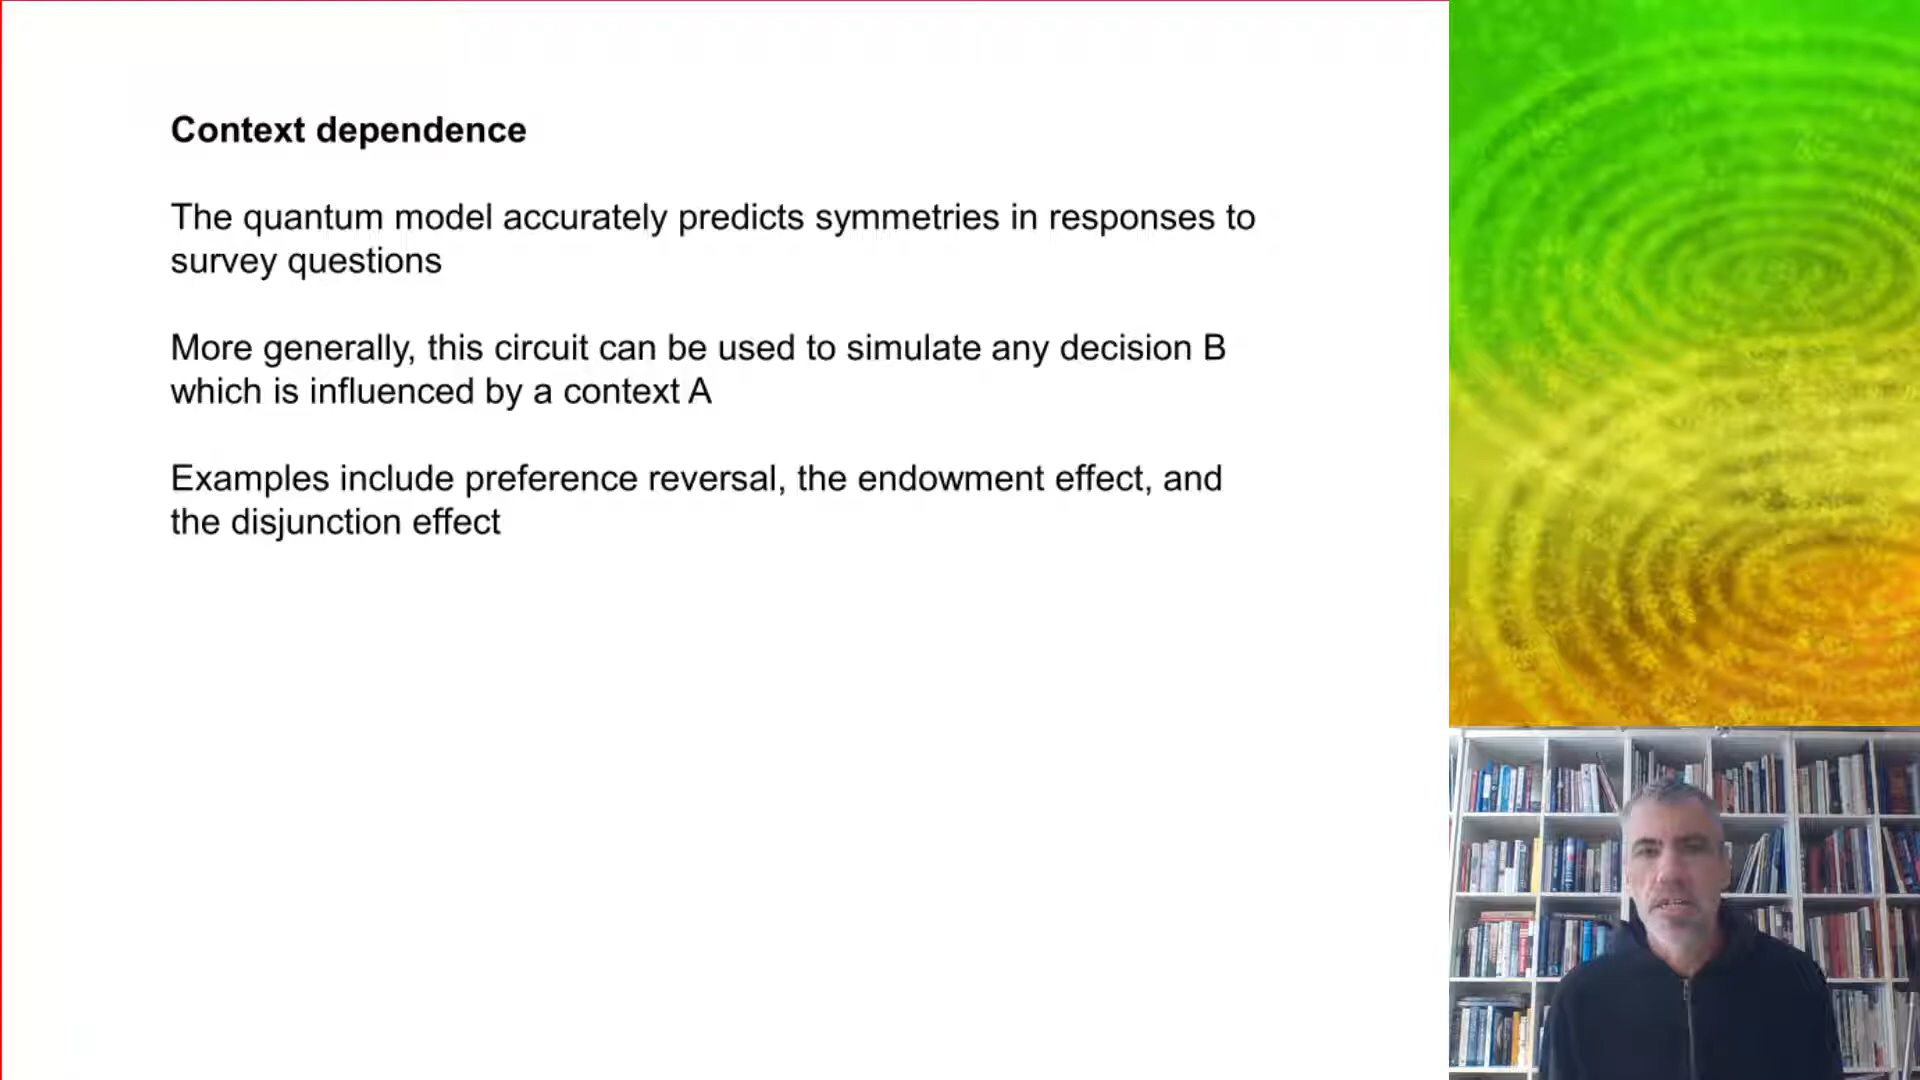 Context dependence
The quantum model accurately predicts symmetries in responses to
survey questions
More generally, this circuit can be used to simulate any decision B
which is influenced by a context A
Examples include preference reversal, the endowment effect, and
the disjunction effect